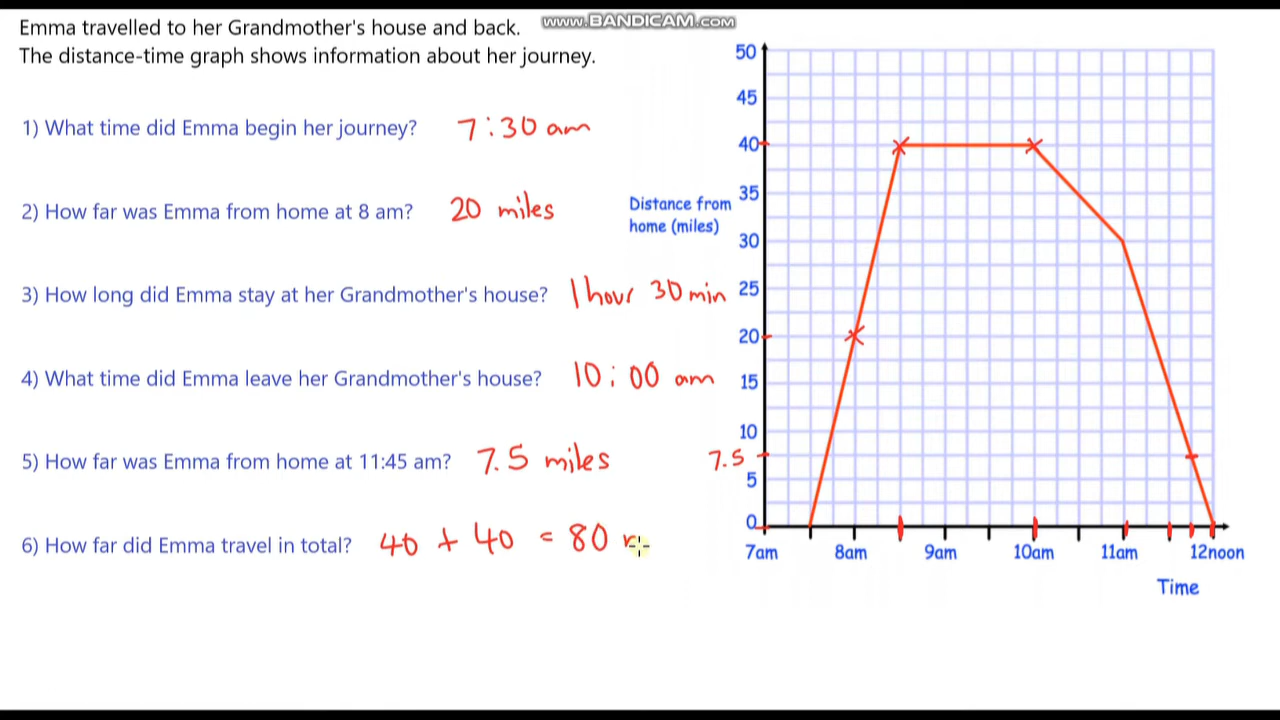 www.BANDICAM.com
Emma travelled to her Grandmother's house and back.
The distance-time graph shows information about her journey.
1) What time did Emma begin her journey? 7:30 am
2) How far was Emma from home at 8 am? 20 miles
3) How long did Emma stay at her Grandmother's house? 1 hour 30 min
4) What time did Emma leave her Grandmother's house? 10:00 am
5) How far was Emma from home at 11:45 am? 7.5 miles
6) How far did Emma travel in total? 40 + 40 = 80
Distance from
home (miles)
50
45
40
35
30
25
20
15
10
7.5
5
0
7am 8am 9am 10am 11am 12noon
Time